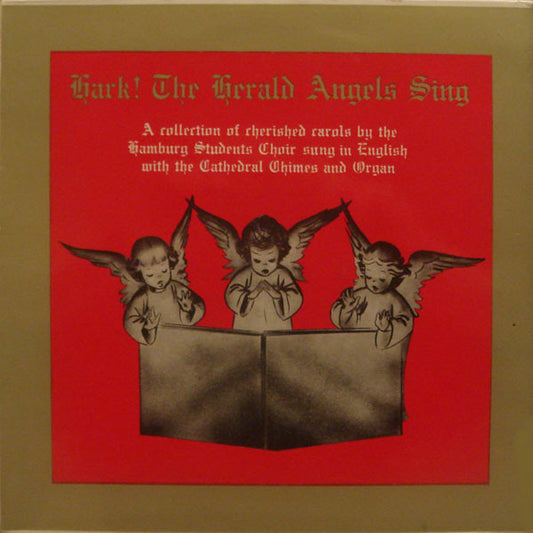 Hark! The Herald Angels Sing
A collection of cherished carols by the
Hamburg Students Choir sung in English
with the Cathedral Chimes and Organ